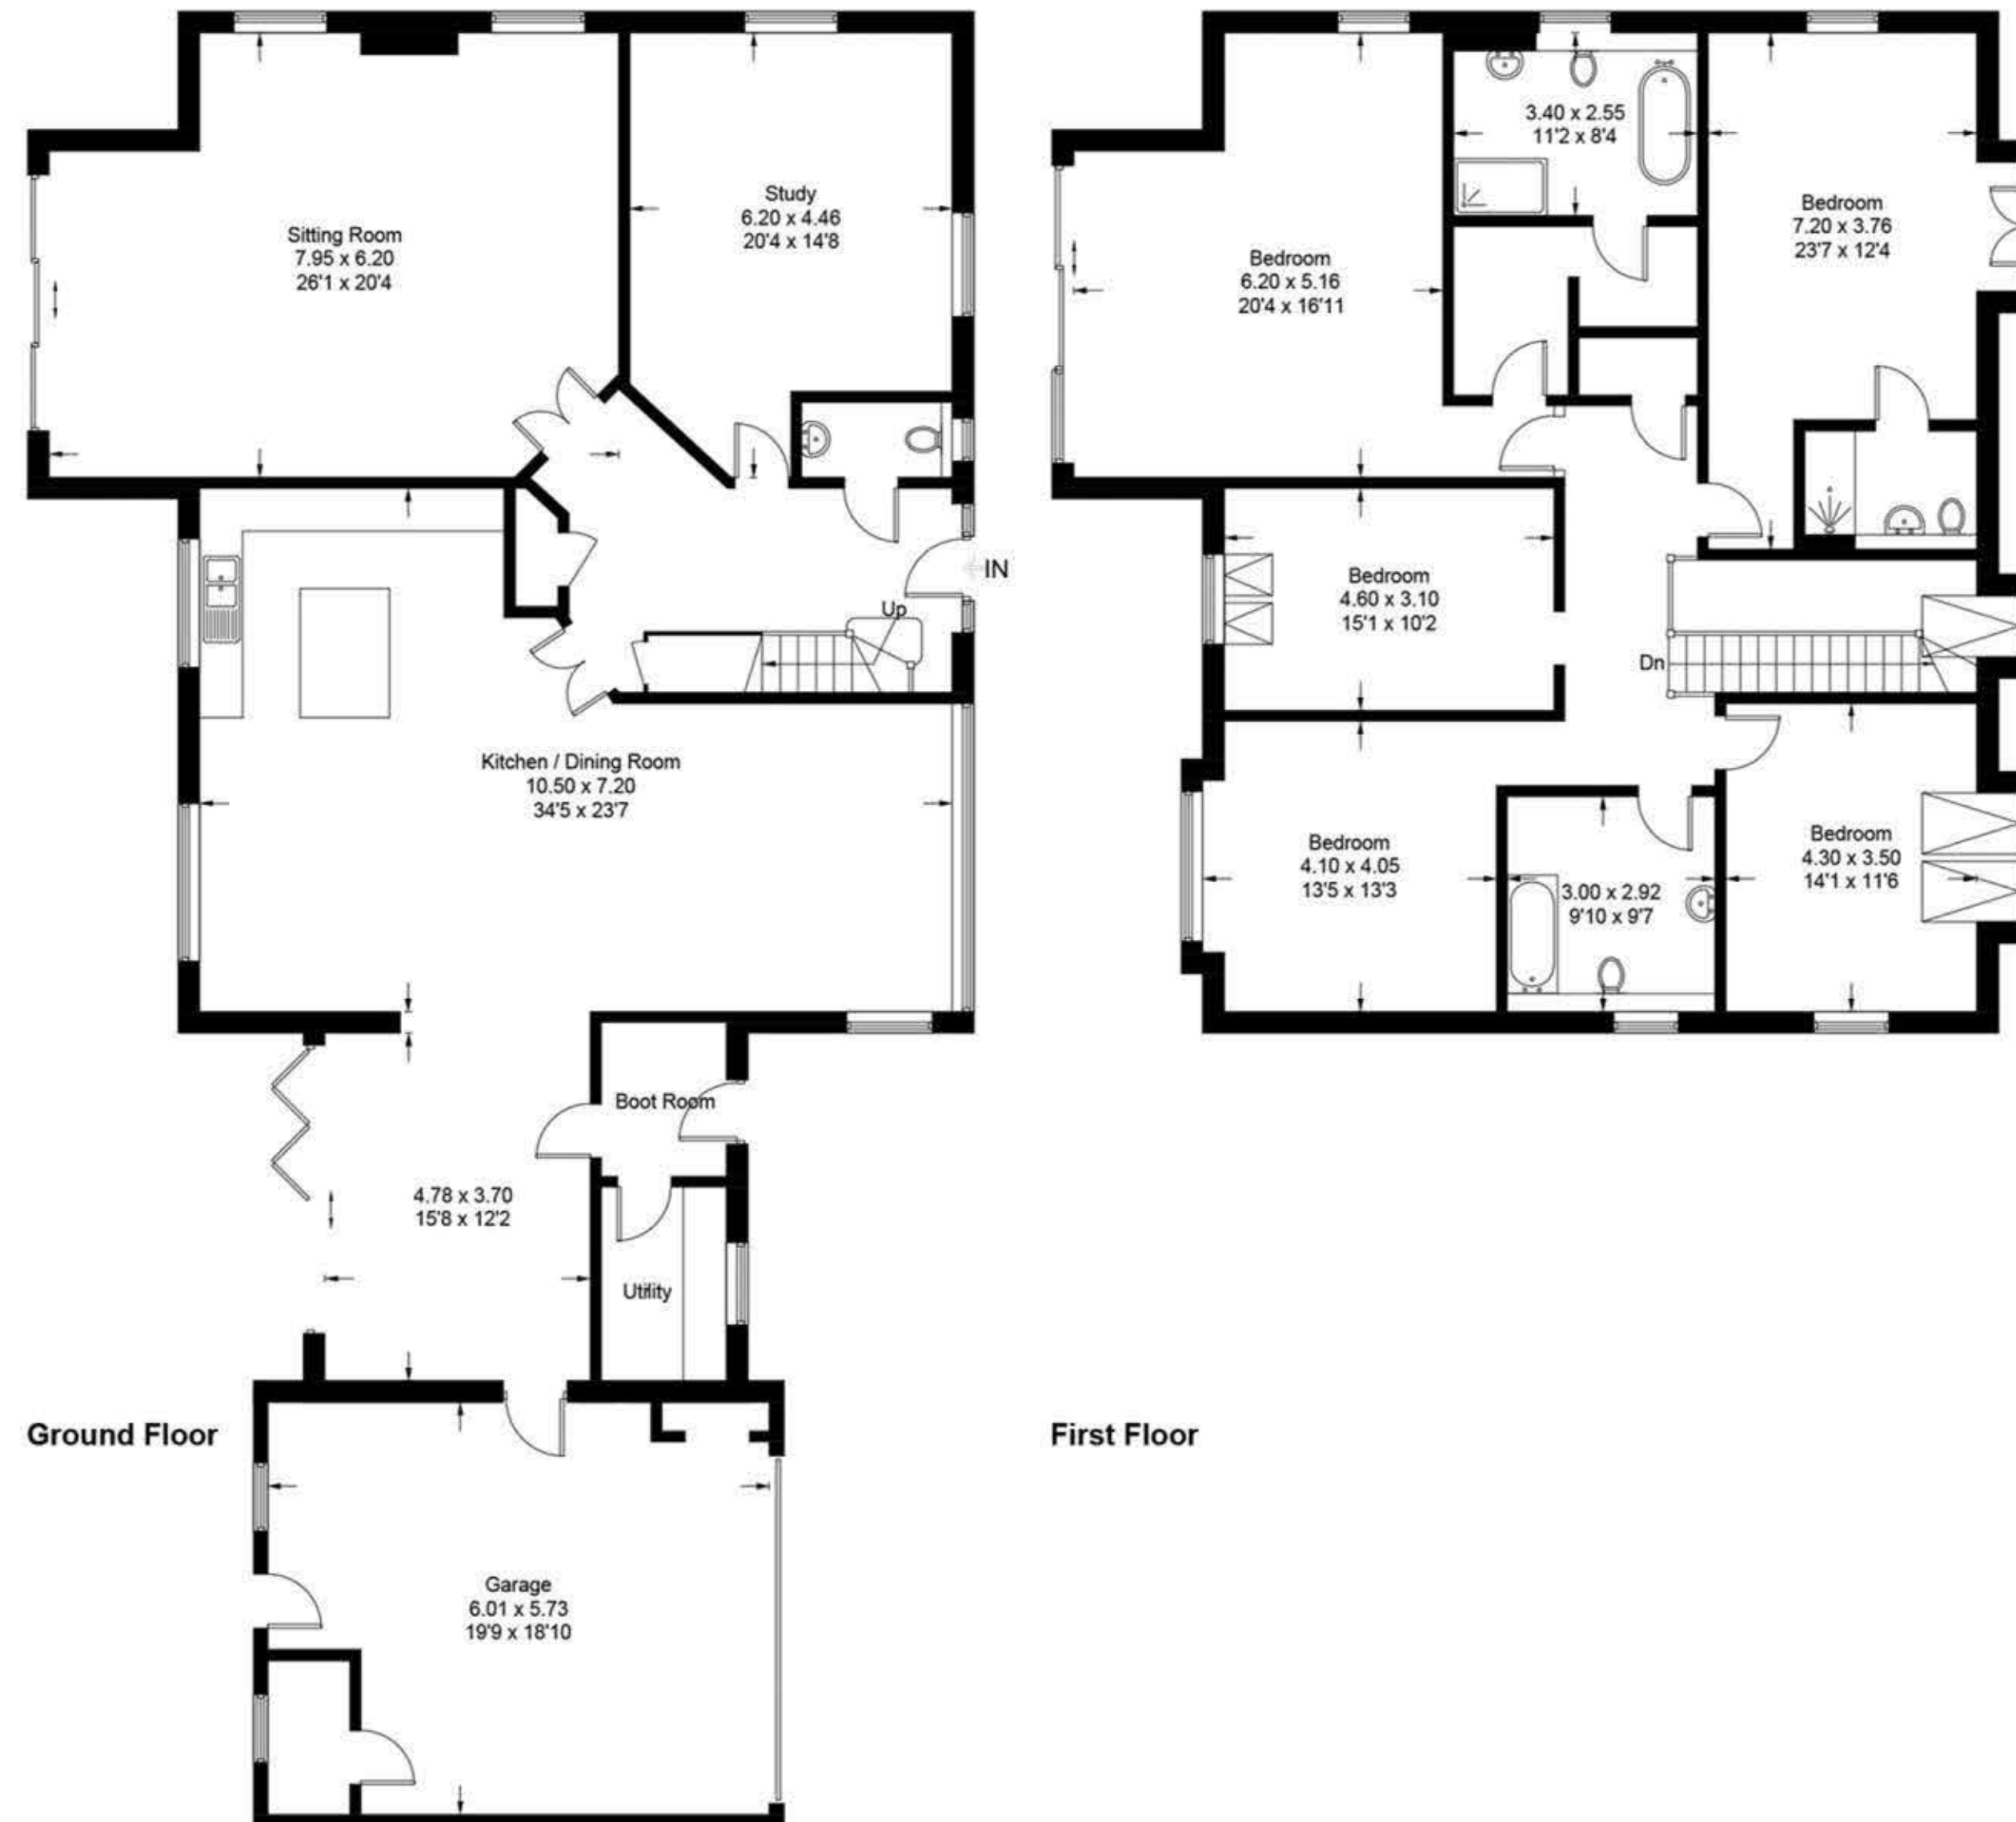 Sitting Room
7.95 x 6.20
26'1 x 20'4
Study
6.20 x 4.46
20'4 x 14'8
IN
Up
Kitchen / Dining Room
10.50 x 7.20
34'5 x 23'7
Boot Room
4.78 x 3.70
15'8 x 12'2
Utility
Ground Floor
Garage
6.01 x 5.73
19'9 x 18'10
3.40 x 2.55
11'2 x 8'4
Bedroom
7.20 x 3.76
23'7 x 12'4
Bedroom
6.20 x 5.16
20'4 x 16'11
Bedroom
4.60 x 3.10
15'1 x 10'2
Dn
Bedroom
4.10 x 4.05
13'5 x 13'3
3.00 x 2.92
9'10 x 9'7
Bedroom
4.30 x 3.50
14'1 x 11'6
First Floor